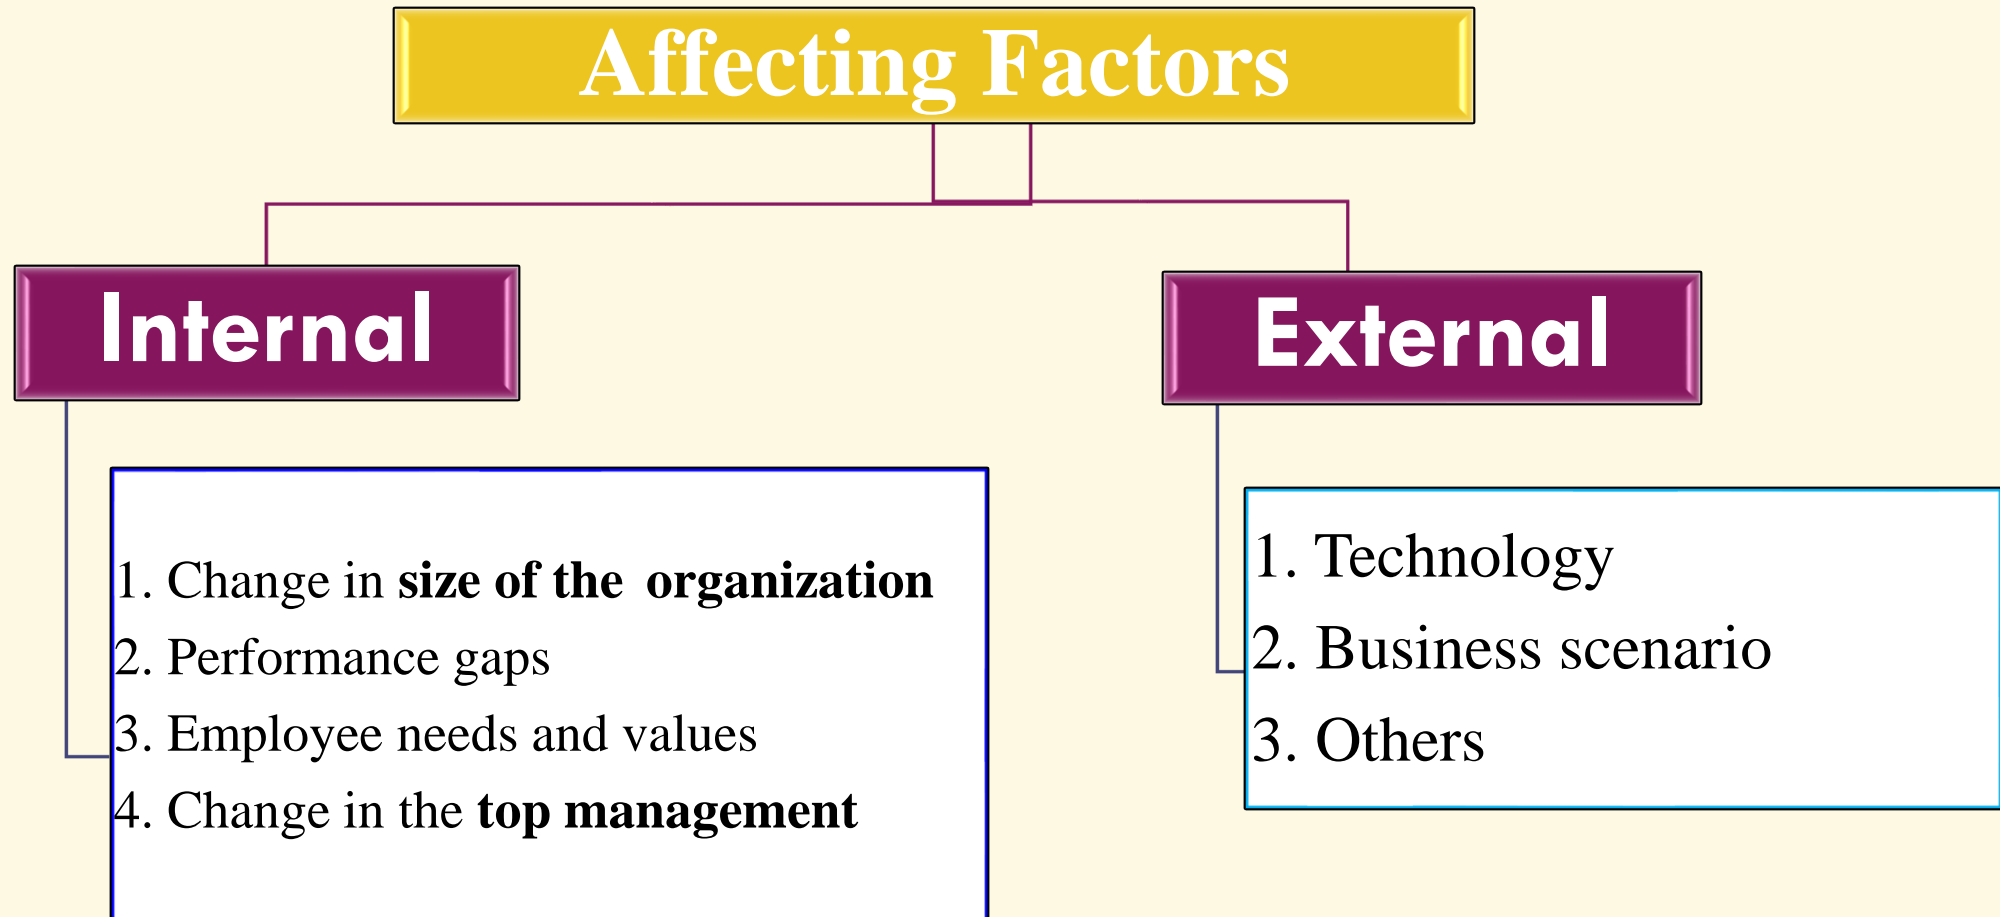 Affecting Factors
Internal
1. Change in size of the organization
2. Performance gaps
3. Employee needs and values
4. Change in the top management
External
1. Technology
2. Business scenario
3. Others